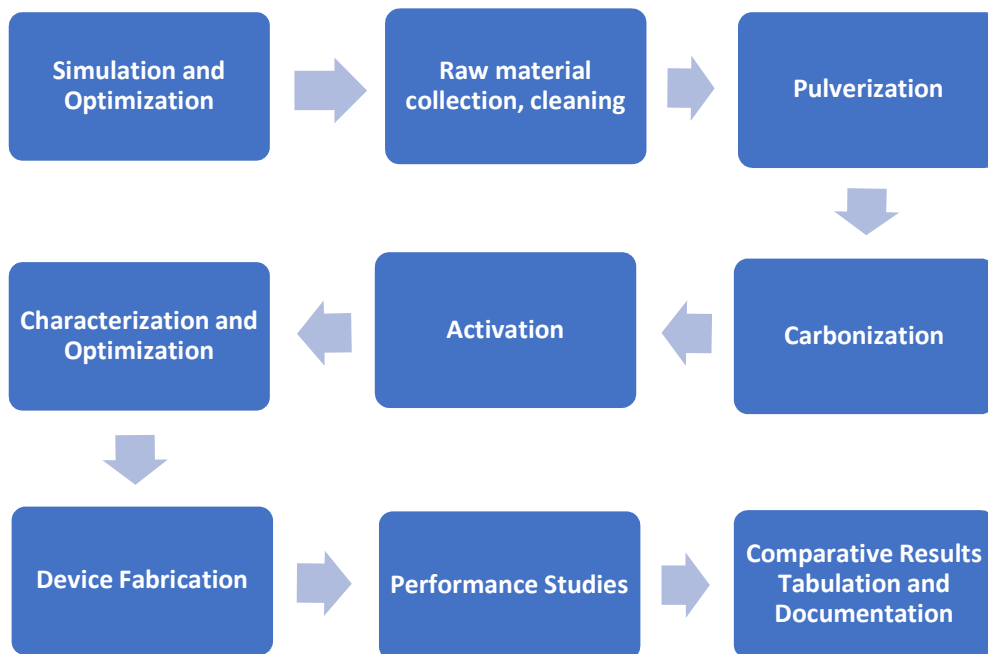 Simulation and
Optimization
Raw material
collection, cleaning
Pulverization
Carbonization
Activation
Characterization and
Optimization
Device Fabrication
Performance Studies
Comparative Results
Tabulation and
Documentation